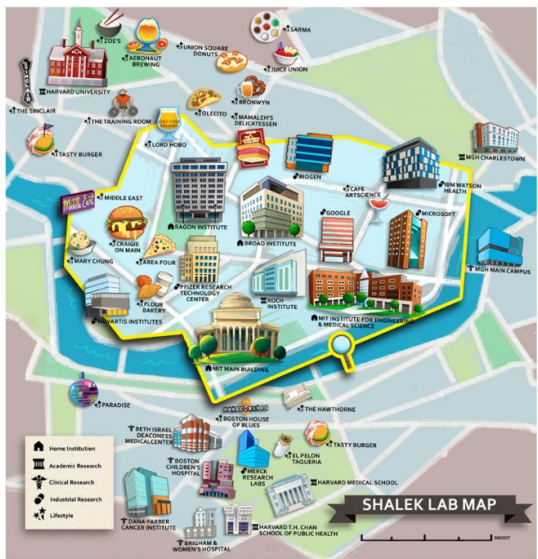 ZOE'S
SARMA
AERONAUT
BREWING
UNION SQUARE
DONUTS
JUICE UNION
HARVARD UNIVERSITY
BRONWYN
THE SINCLAIR
OLECITO
THE TRAINING ROOM
MAMALEH'S
DELICATESSEN
TASTY BURGER
LORD HOBO
MGH CHARLESTOWN
BIOGEN
IBM WATSON
HEALTH
CAFE
ARTSCIENCE
MIDDLE EAST
RAGON INSTITUTE
GOOGLE
MICROSOFT
CRAIGIE
ON MAIN
BROAD INSTITUTE
MARY CHUNG
AREA FOUR
MGH MAIN CAMPUS
PFIZER RESEARCH
TECHNOLOGY
CENTER
KOCH
INSTITUTE
FLOUR
BAKERY
NOVARTIS INSTITUTES
MIT INSTITUTE FOR ENGINEERING
& MEDICAL SCIENCE
MIT MAIN BUILDING
PARADISE
THE HAWTHORNE
BOSTON HOUSE
OF BLUES
BETH ISRAEL
DEACONESS
MEDICALCENTER
TASTY BURGER
EL PELON
TAQUERIA
BOSTON
CHILDREN'S
HOSPITAL
MERCK
RESEARCH
LABS
HARVARD MEDICAL SCHOOL
DANA-FARBER
CANCER INSTITUTE
HARVARD T.H. CHAN
SCHOOL OF PUBLIC HEALTH
BRIGHAM &
WOMEN'S HOSPITAL
Home Institution
Academic Research
Clinical Research
Industrial Research
Lifestyle
SHALEK LAB MAP